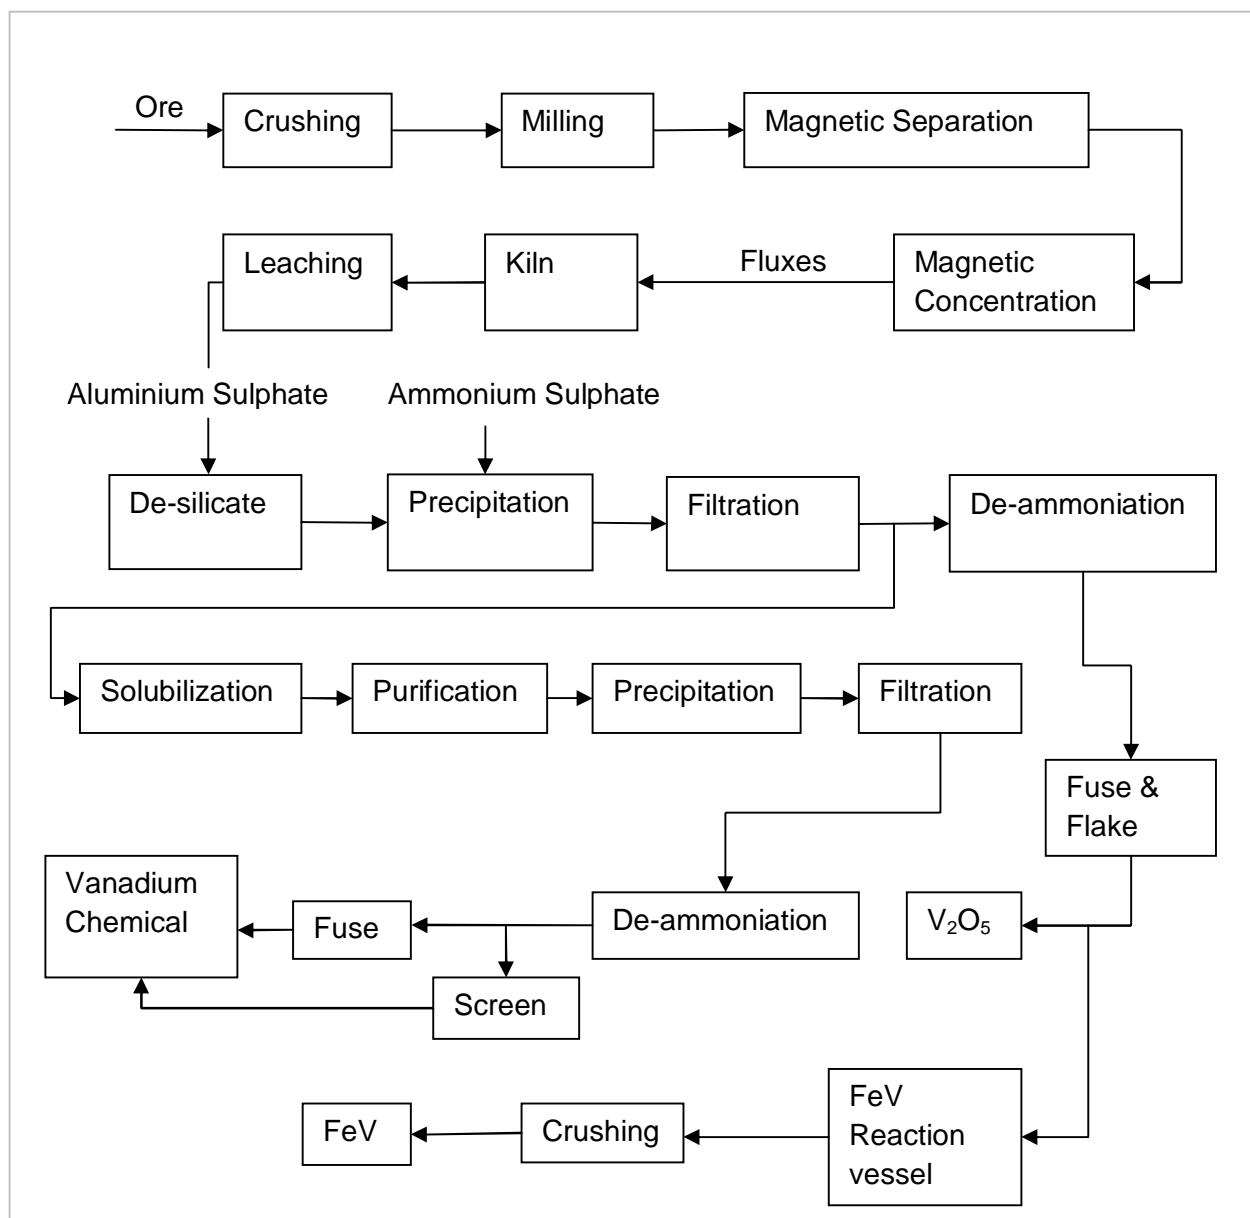 Ore
Crushing
Milling
Magnetic Separation
Leaching
Kiln
Fluxes
Magnetic
Concentration
Aluminium Sulphate
Ammonium Sulphate
De-silicate
Precipitation
Filtration
De-ammoniation
Solubilization
Purification
Precipitation
Filtration
Fuse &
Flake
Vanadium
Chemical
Fuse
De-ammoniation
V₂O₅
Screen
FeV
Crushing
FeV
Reaction
vessel